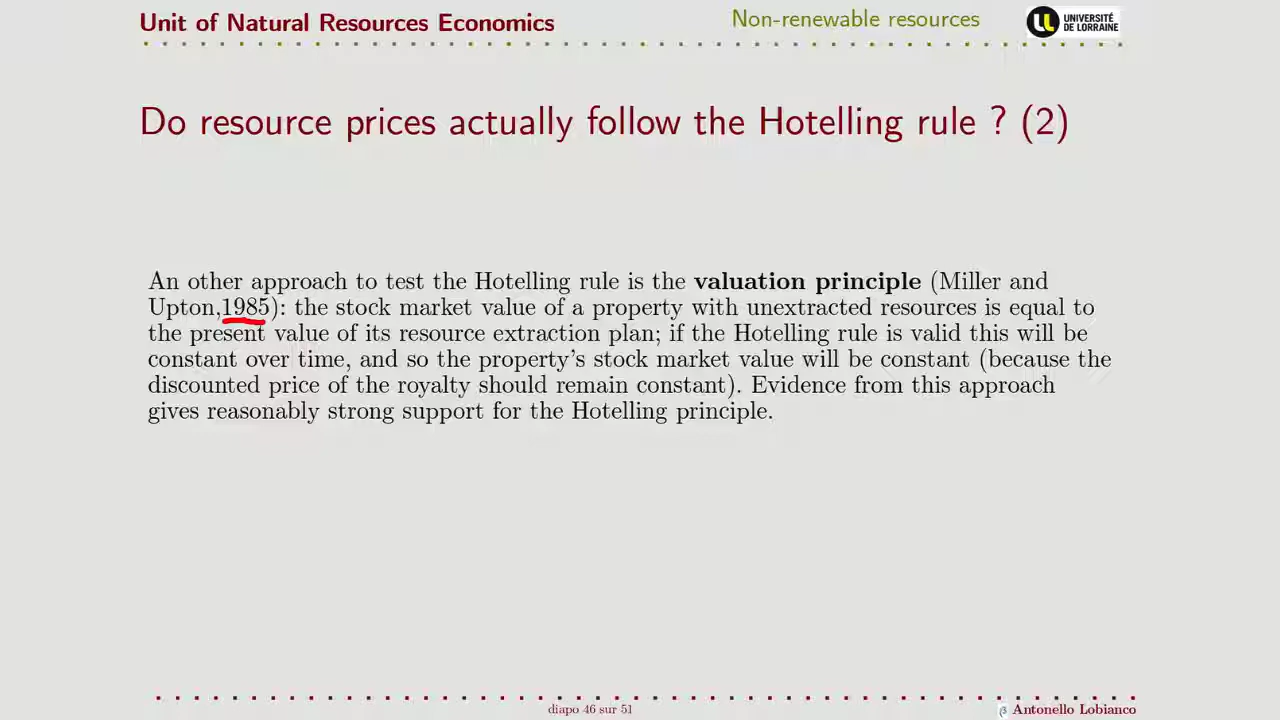 Unit of Natural Resources Economics
Non-renewable resources
UL UNIVERSITÉ
DE LORRAINE
Do resource prices actually follow the Hotelling rule ? (2)
An other approach to test the Hotelling rule is the valuation principle (Miller and
Upton,1985): the stock market value of a property with unextracted resources is equal to
the present value of its resource extraction plan; if the Hotelling rule is valid this will be
constant over time, and so the property's stock market value will be constant (because the
discounted price of the royalty should remain constant). Evidence from this approach
gives reasonably strong support for the Hotelling principle.
diapo 46 sur 51
β Antonello Lobianco